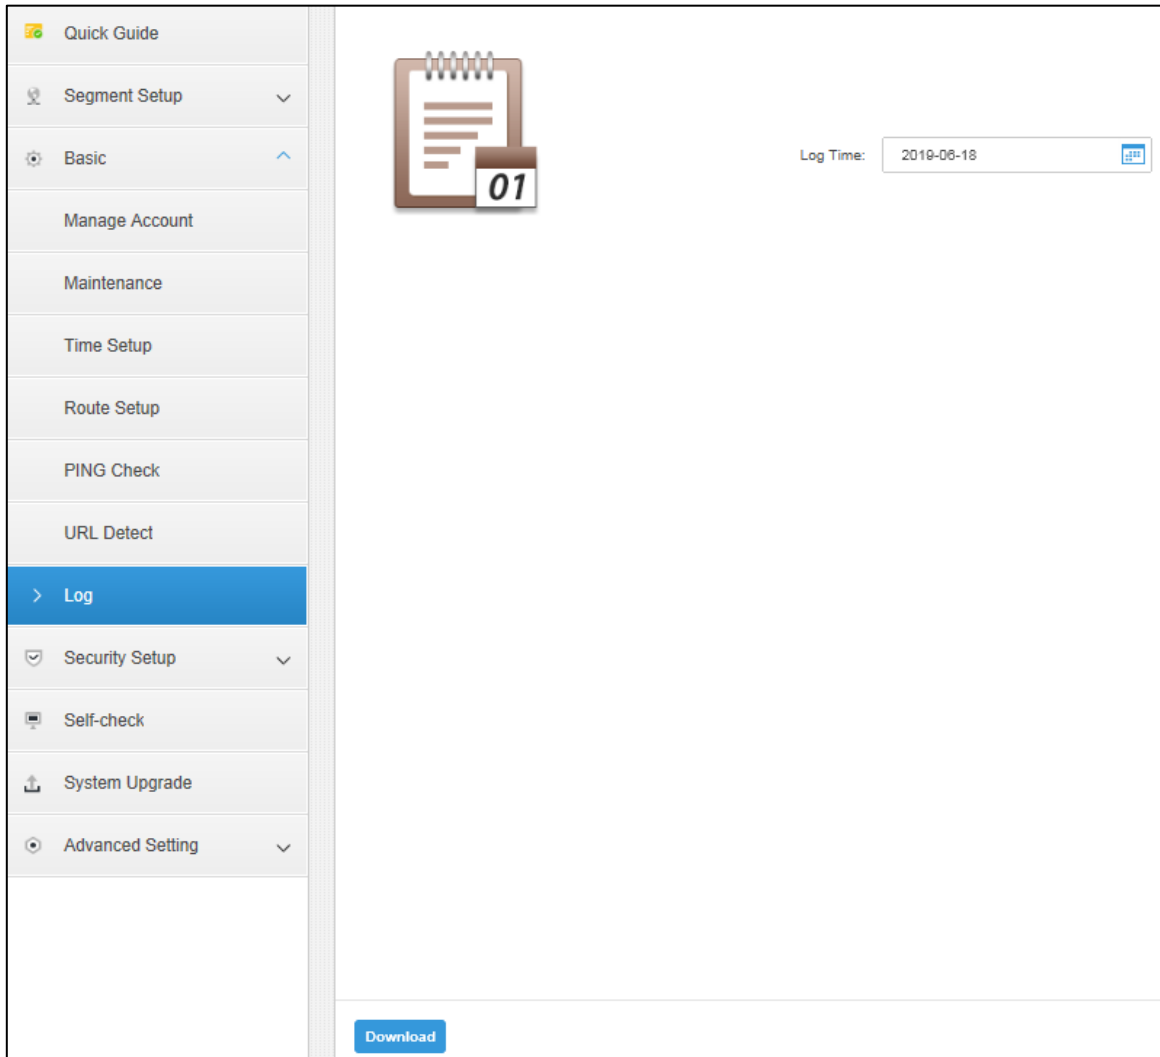 Quick Guide
Segment Setup
Basic
Manage Account
Maintenance
Time Setup
Route Setup
PING Check
URL Detect
Log
Security Setup
Self-check
System Upgrade
Advanced Setting
01
Log Time: 2019-06-18
Download